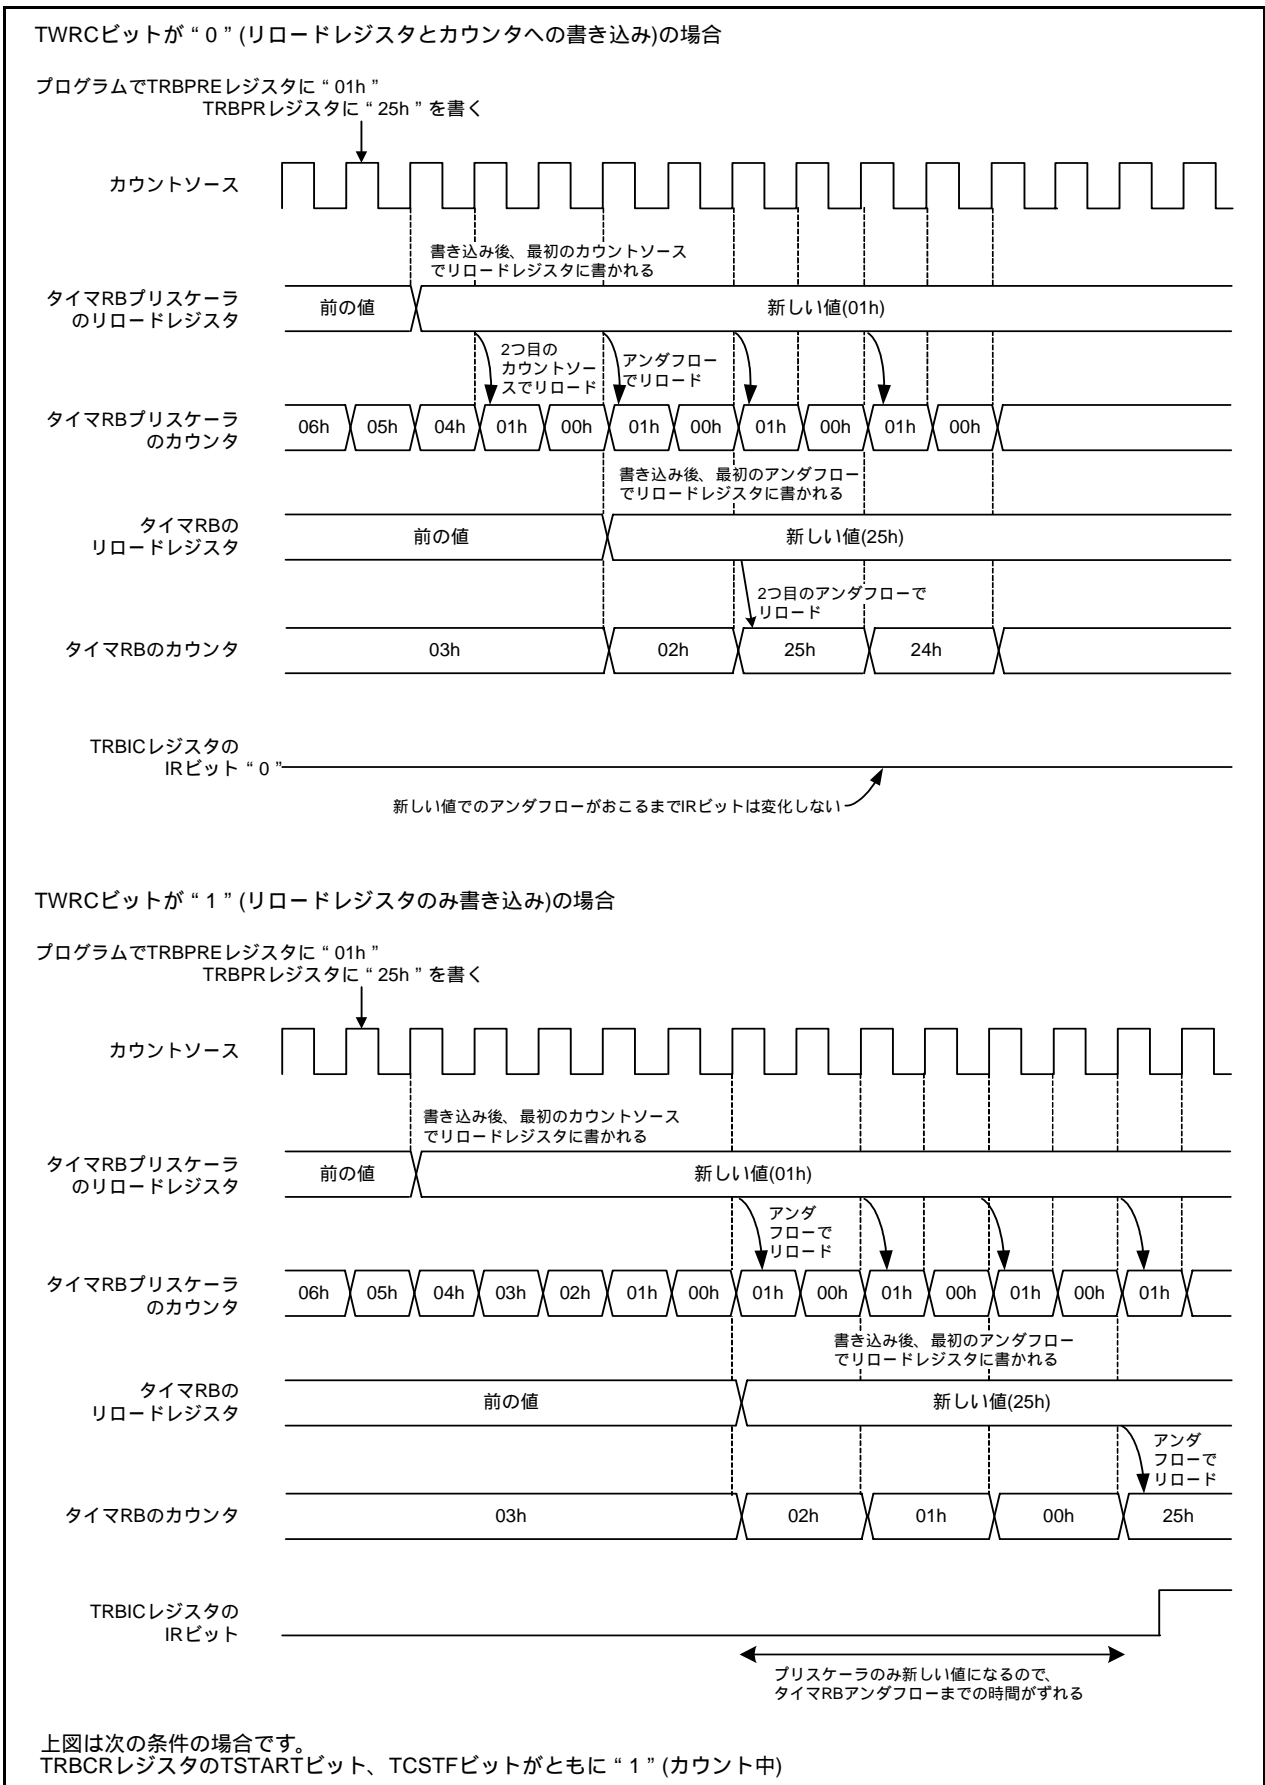 TWRCビットが“0”(リロードレジスタとカウンタへの書き込み)の場合
プログラムでTRBPREレジスタに“01h”
TRBPRレジスタに“25h”を書く
カウントソース
書き込み後、最初のカウントソース
でリロードレジスタに書かれる
タイマRBプリスケーラ
のリロードレジスタ
前の値
新しい値(01h)
2つ目の
カウントソー
スでリロード
アンダフロー
でリロード
タイマRBプリスケーラ
のカウンタ
06h 05h 04h 01h 00h 01h 00h 01h 00h 01h 00h
書き込み後、最初のアンダフロー
でリロードレジスタに書かれる
タイマRBの
リロードレジスタ
前の値
新しい値(25h)
2つ目のアンダフローで
リロード
タイマRBのカウンタ
03h 02h 25h 24h
TRBICレジスタの
IRビット“0”
新しい値でのアンダフローがおこるまでIRビットは変化しない
TWRCビットが“1”(リロードレジスタのみ書き込み)の場合
プログラムでTRBPREレジスタに“01h”
TRBPRレジスタに“25h”を書く
カウントソース
書き込み後、最初のカウントソース
でリロードレジスタに書かれる
タイマRBプリスケーラ
のリロードレジスタ
前の値
新しい値(01h)
アンダ
フローで
リロード
タイマRBプリスケーラ
のカウンタ
06h 05h 04h 03h 02h 01h 00h 01h 00h 01h 00h 01h 00h 01h
書き込み後、最初のアンダフロー
でリロードレジスタに書かれる
タイマRBの
リロードレジスタ
前の値
新しい値(25h)
アンダ
フローで
リロード
タイマRBのカウンタ
03h 02h 01h 00h 25h
TRBICレジスタの
IRビット
プリスケーラのみ新しい値になるので、
タイマRBアンダフローまでの時間がずれる
上図は次の条件の場合です。
TRBCRレジスタのTSTARTビット、TCSTFビットがともに“1”(カウント中)